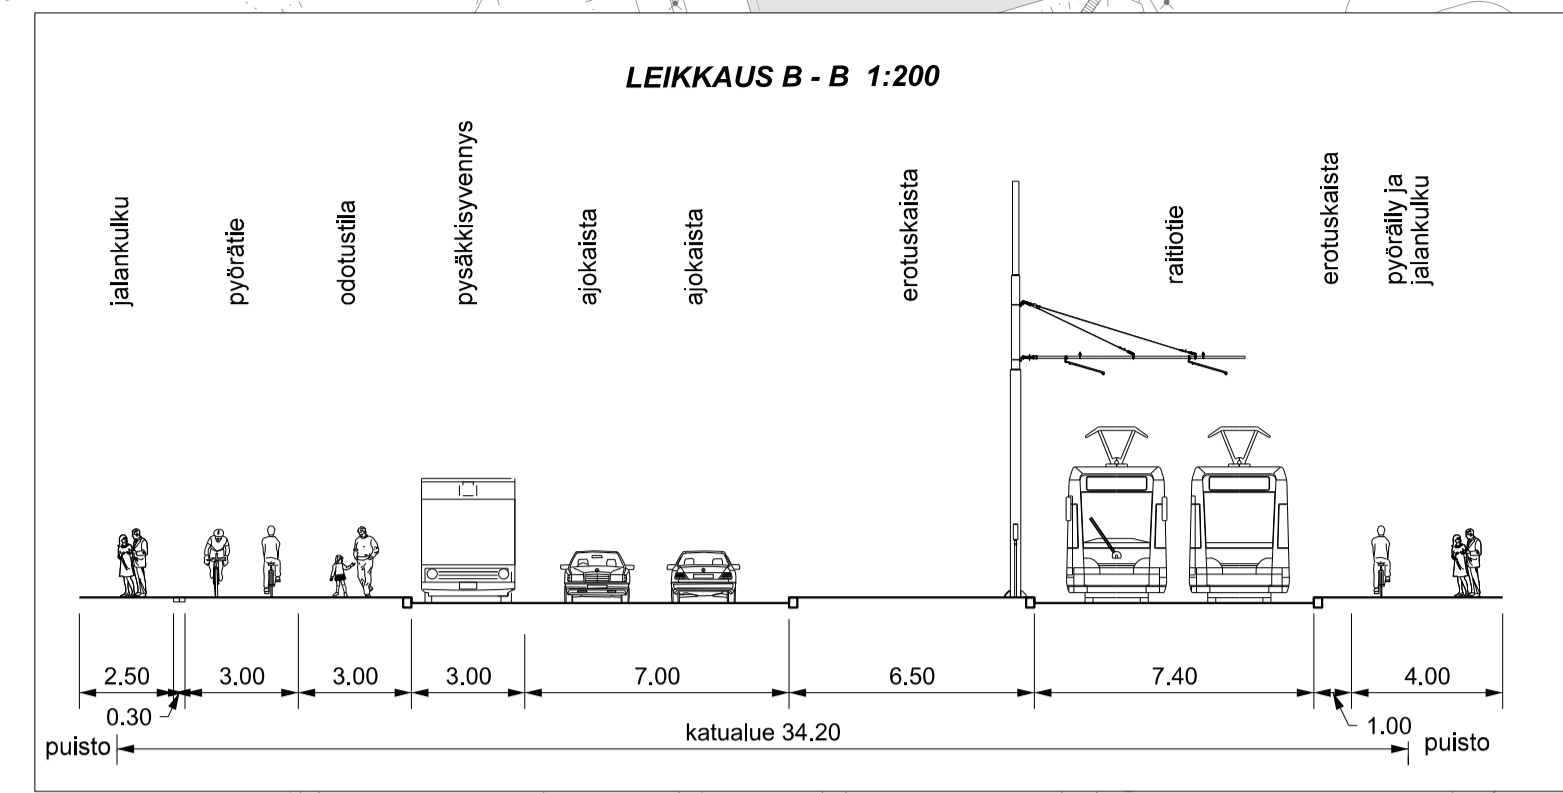 LEIKKAUS B - B 1:200
jalankulku
pyörätie
odotustila
pysäkkisyvennys
ajokaista
ajokaista
erotuskaista
raitiotie
erotuskaista
pyöräily ja
jalankulku
2.50
3.00
3.00
3.00
7.00
6.50
7.40
4.00
0.30
1.00
puisto
katualue 34.20
puisto